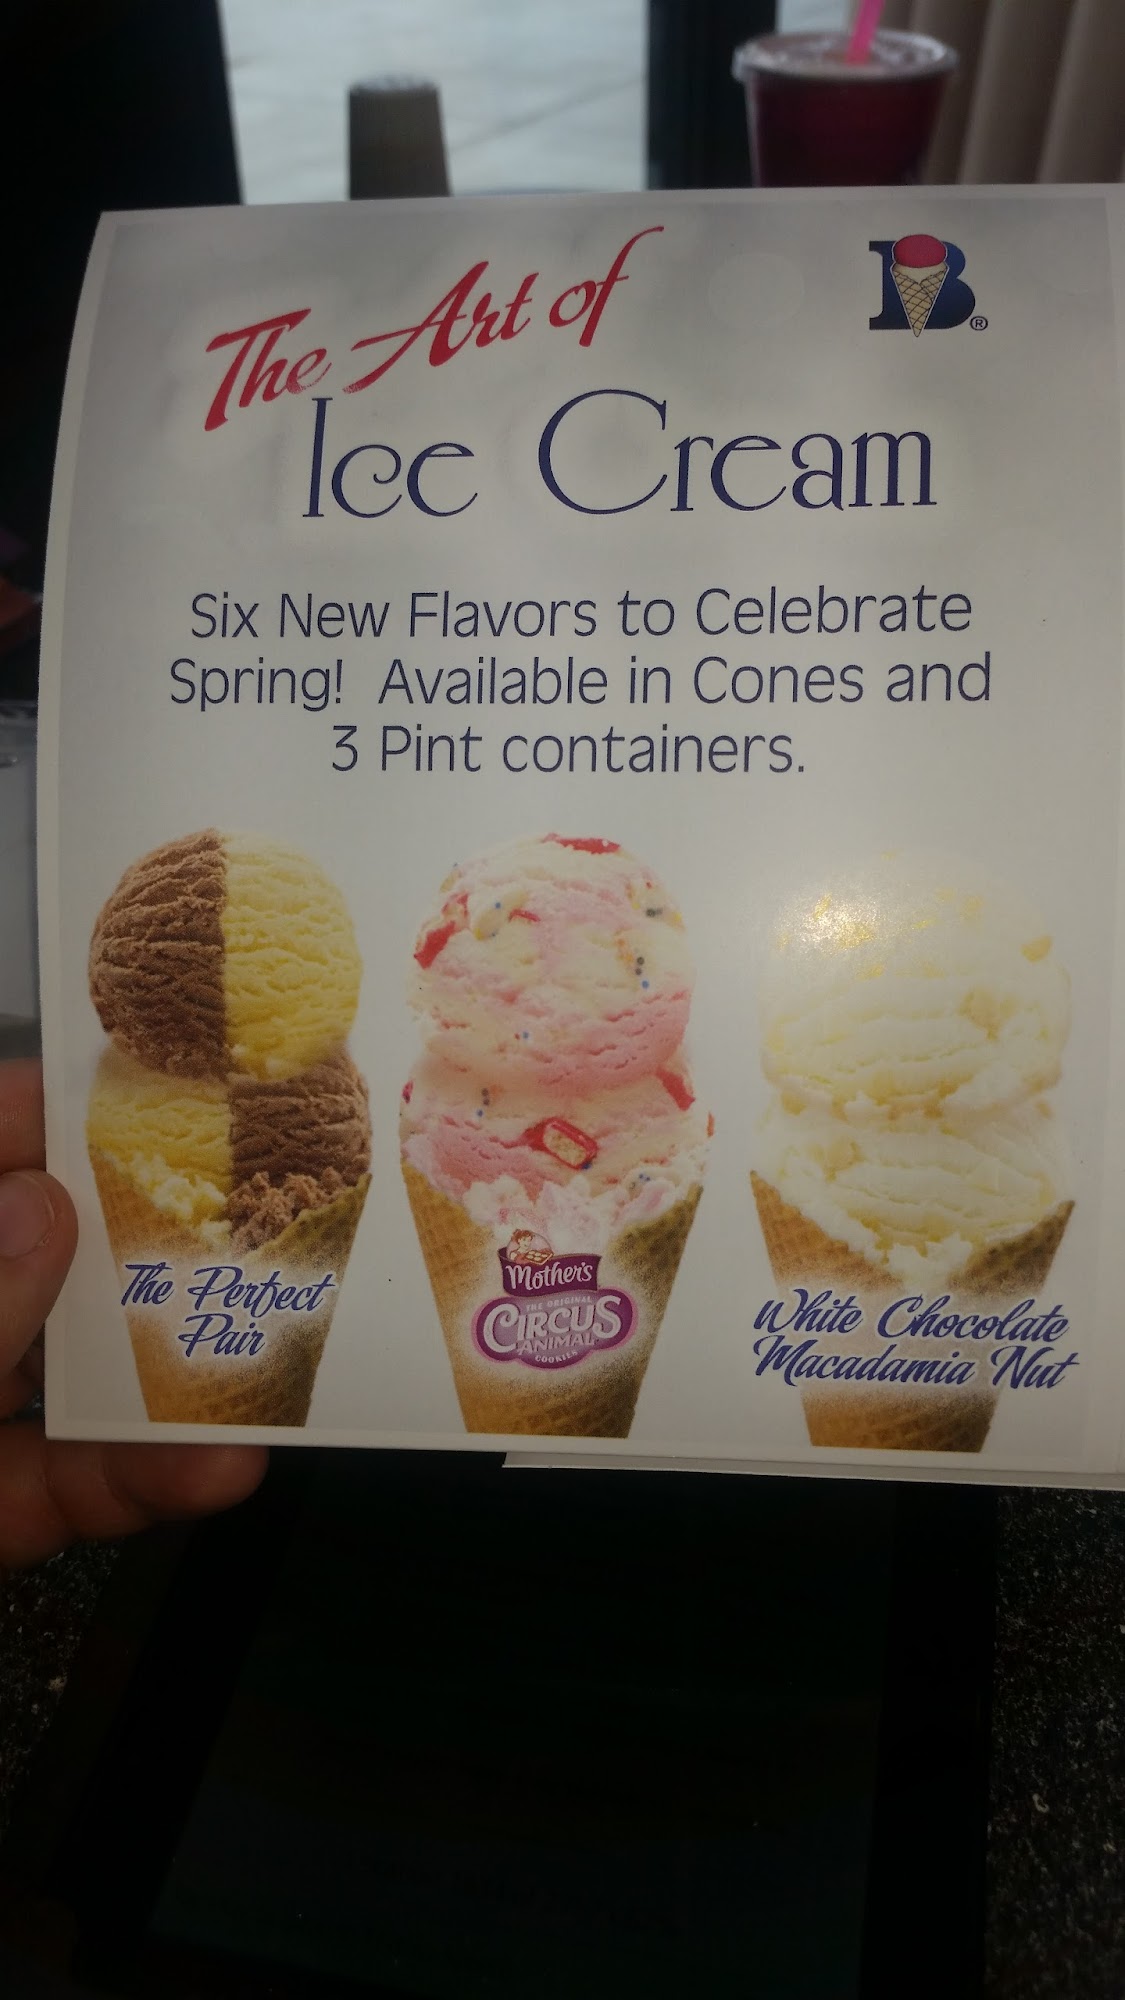 The Art of
Ice Cream
B®
Six New Flavors to Celebrate
Spring! Available in Cones and
3 Pint containers.
The Perfect
Pair
Mother's
THE ORIGINAL
CIRCUS
ANIMAL
COOKIES
White Chocolate
Macadamia Nut